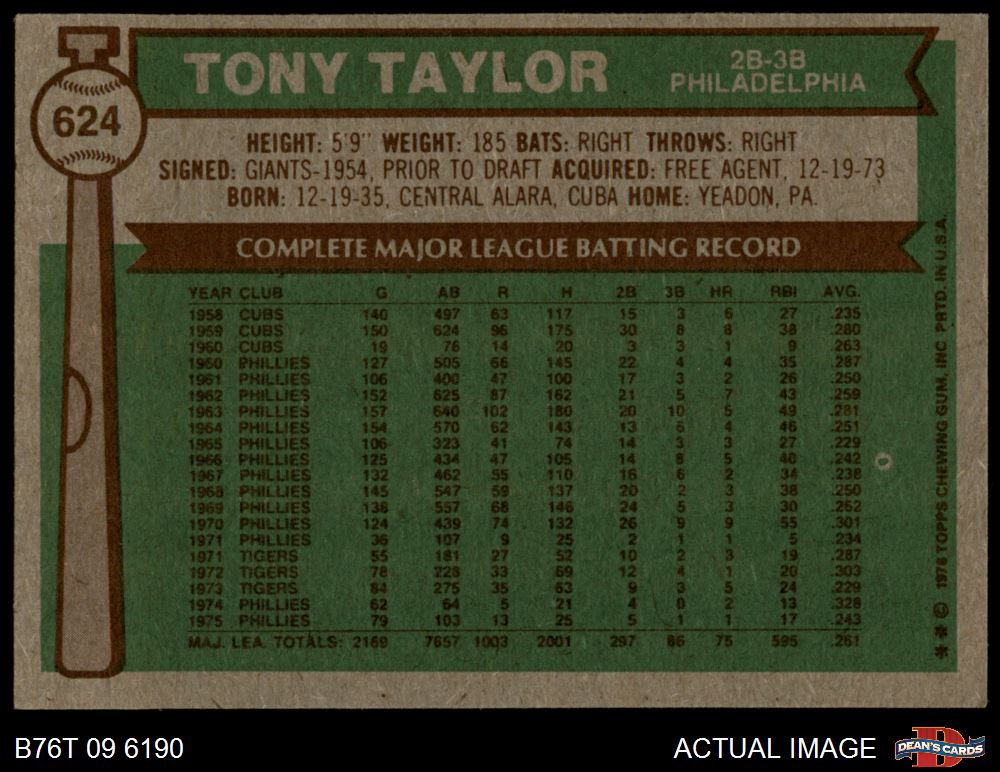 TONY TAYLOR
2B-3B
PHILADELPHIA
624
HEIGHT: 5'9" WEIGHT: 185 BATS: RIGHT THROWS: RIGHT
SIGNED: GIANTS-1954, PRIOR TO DRAFT ACQUIRED: FREE AGENT, 12-19-73
BORN: 12-19-35, CENTRAL ALARA, CUBA HOME: YEADON, PA.
COMPLETE MAJOR LEAGUE BATTING RECORD
YEAR CLUB G AB R H 2B 3B HR RBI AVG.
1958 CUBS 140 497 63 117 15 3 6 27 .235
1959 CUBS 150 624 96 175 30 8 8 38 .280
1960 CUBS 19 76 14 20 3 3 1 9 .263
1960 PHILLIES 127 505 66 145 22 4 4 35 .287
1961 PHILLIES 106 400 47 100 17 3 2 26 .250
1962 PHILLIES 152 625 87 162 21 5 7 43 .259
1963 PHILLIES 157 640 102 180 20 10 5 49 .281
1964 PHILLIES 154 570 62 143 13 6 4 46 .251
1965 PHILLIES 106 323 41 74 14 3 3 27 .229
1966 PHILLIES 125 434 47 105 14 8 5 40 .242
1967 PHILLIES 132 462 55 110 16 6 2 34 .238
1968 PHILLIES 145 547 59 137 20 2 3 38 .250
1969 PHILLIES 138 557 68 146 24 5 3 30 .262
1970 PHILLIES 124 439 74 132 26 9 9 55 .301
1971 PHILLIES 36 107 9 25 2 1 1 5 .234
1971 TIGERS 55 181 27 52 10 2 3 19 .287
1972 TIGERS 78 228 33 69 12 4 1 20 .303
1973 TIGERS 84 275 35 63 9 3 5 24 .229
1974 PHILLIES 62 64 5 21 4 0 2 13 .328
1975 PHILLIES 79 103 13 25 5 1 1 17 .243
MAJ. LEA. TOTALS: 2169 7657 1003 2001 297 86 75 595 .261
** © 1976 TOPPS CHEWING GUM, INC PRTD. IN U.S.A.
B76T 09 6190
ACTUAL IMAGE
D
DEAN'S CARDS